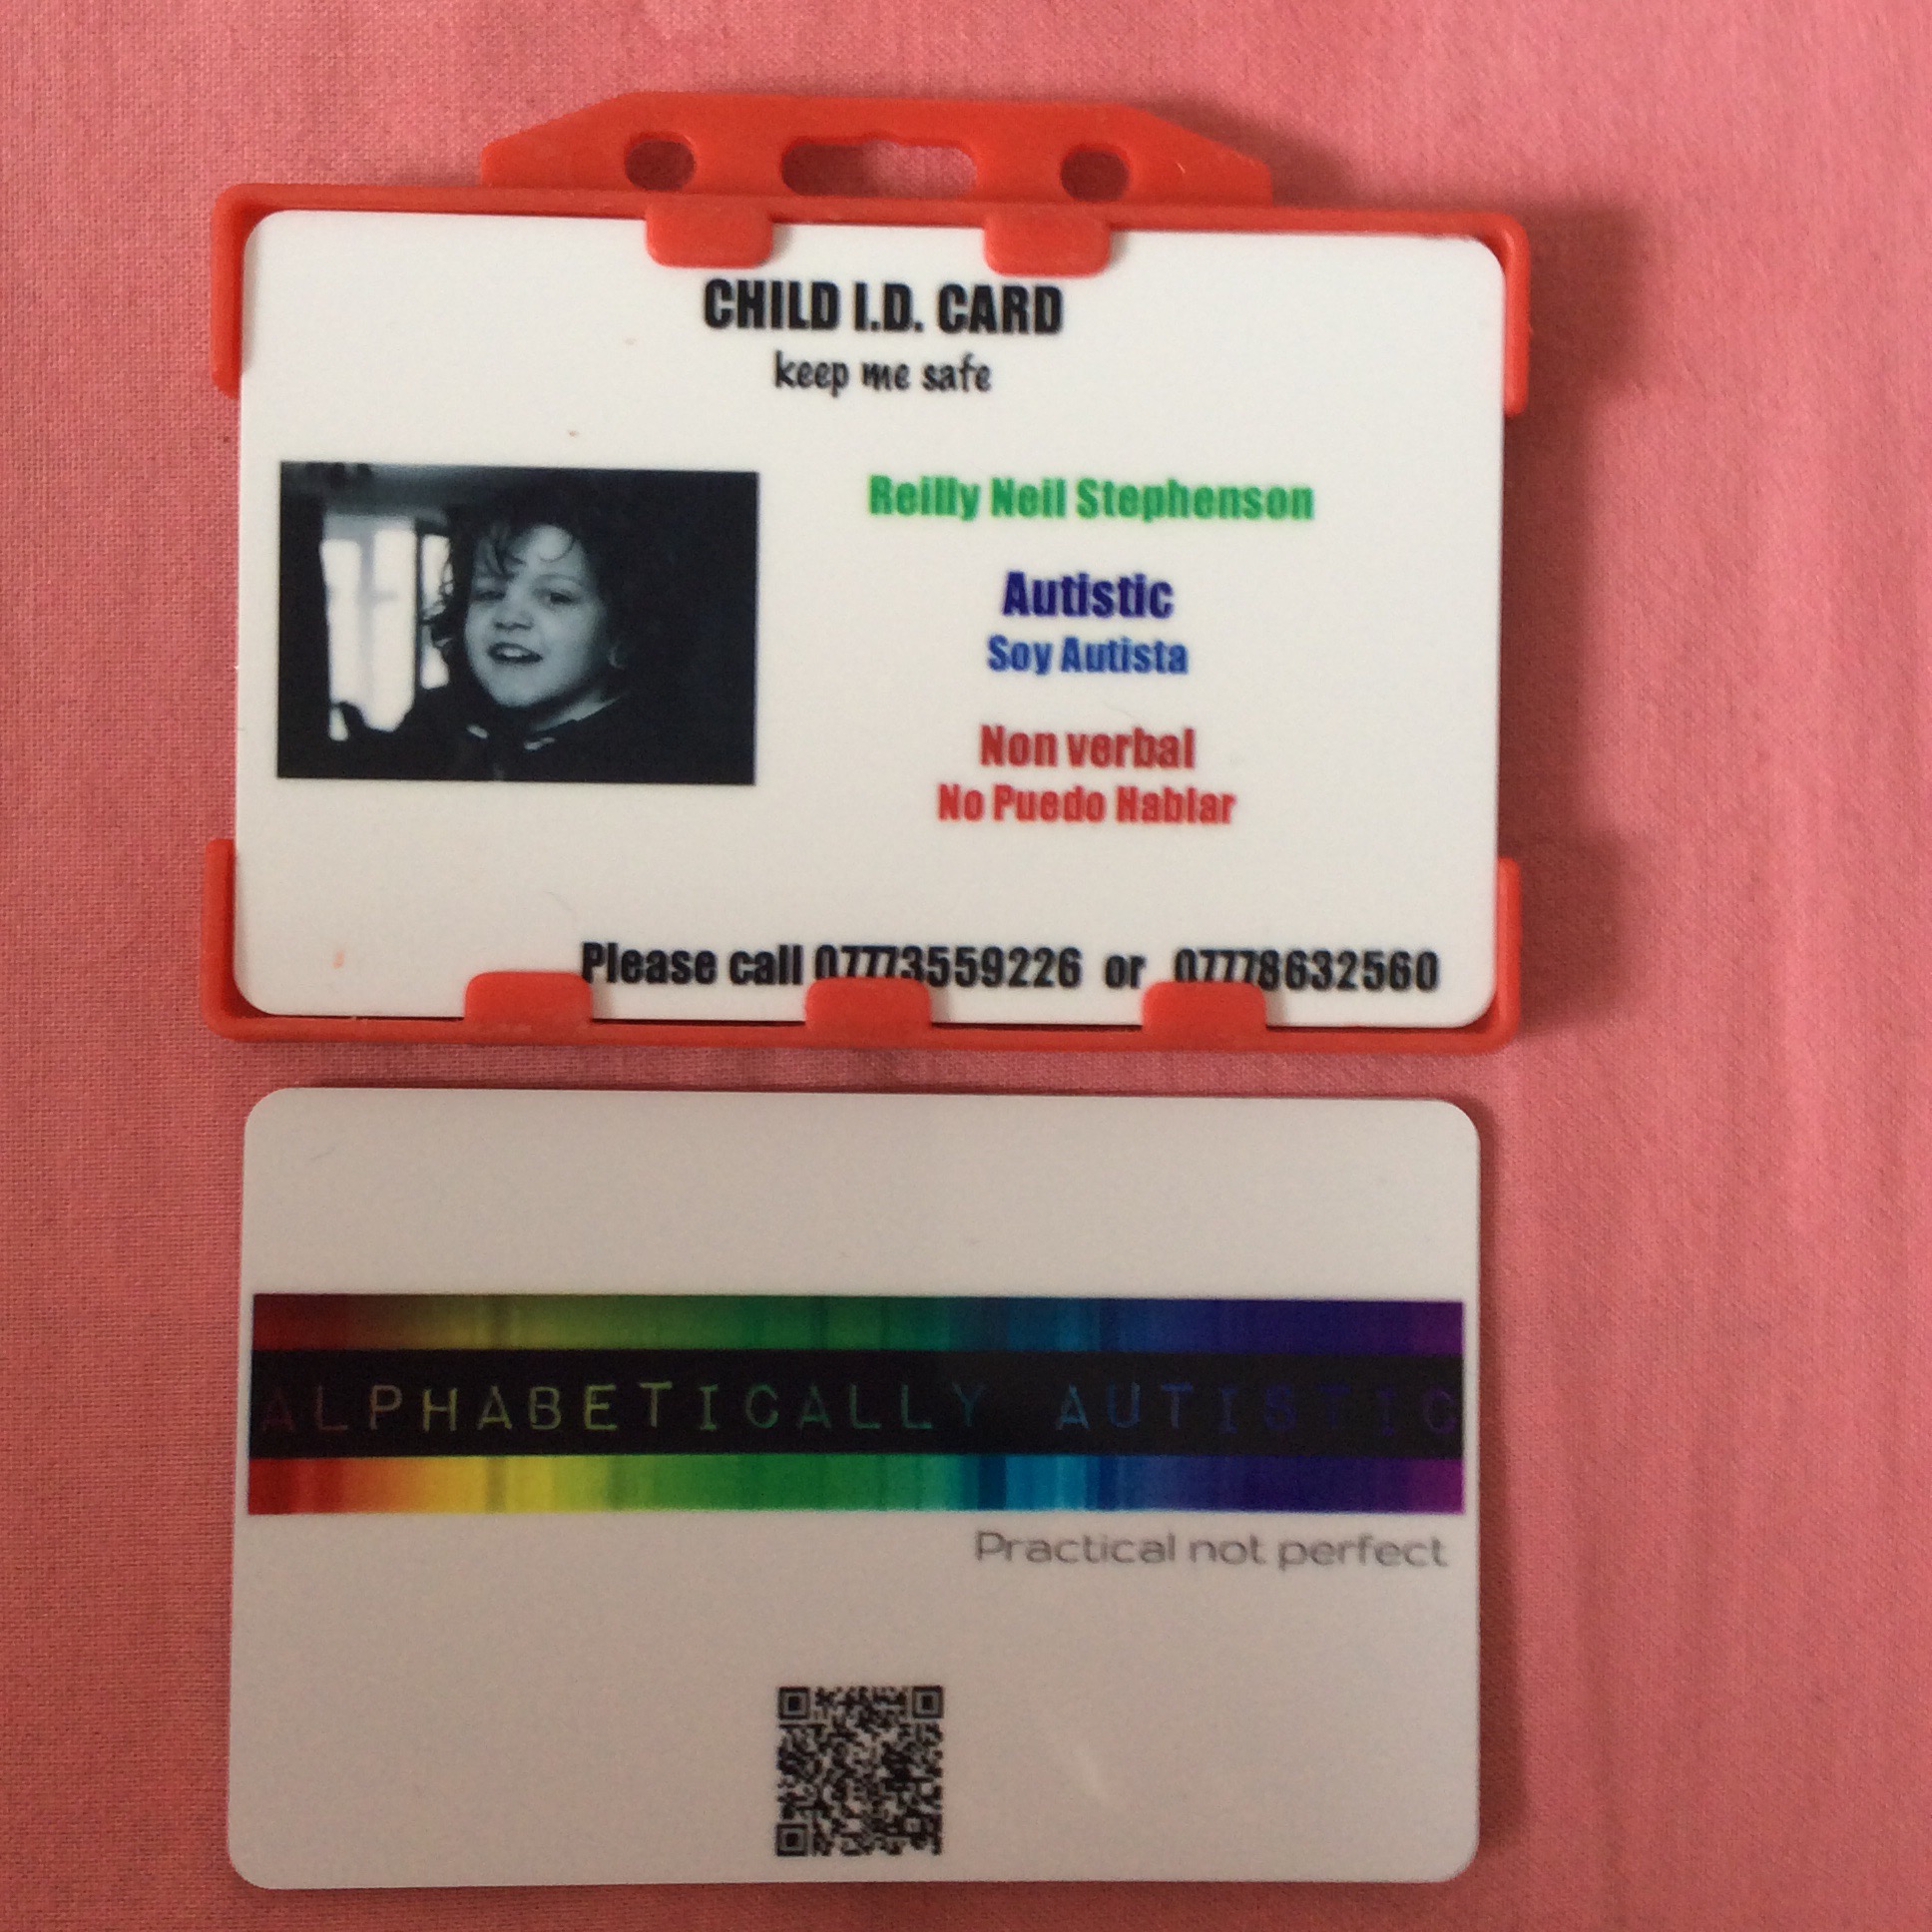 CHILD I.D. CARD
keep me safe
Reilly Neil Stephenson
Autistic
Soy Autista
Non verbal
No Puedo Hablar
Please call 07773559226 or 07778632560
ALPHABETICALLY AUTISTIC
Practical not perfect